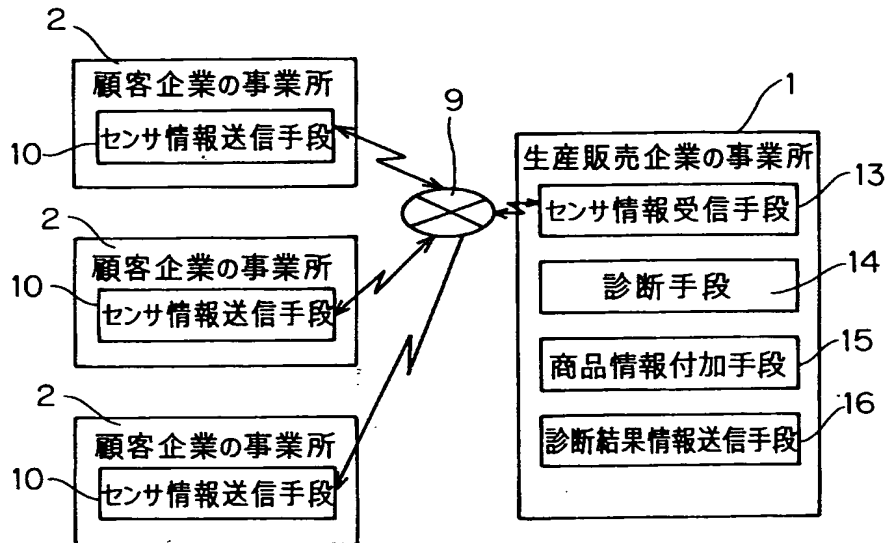 2
顧客企業の事業所
10
センサ情報送信手段
2
顧客企業の事業所
10
センサ情報送信手段
2
顧客企業の事業所
10
センサ情報送信手段
9
1
生産販売企業の事業所
センサ情報受信手段
13
診断手段
14
商品情報付加手段
15
診断結果情報送信手段
16